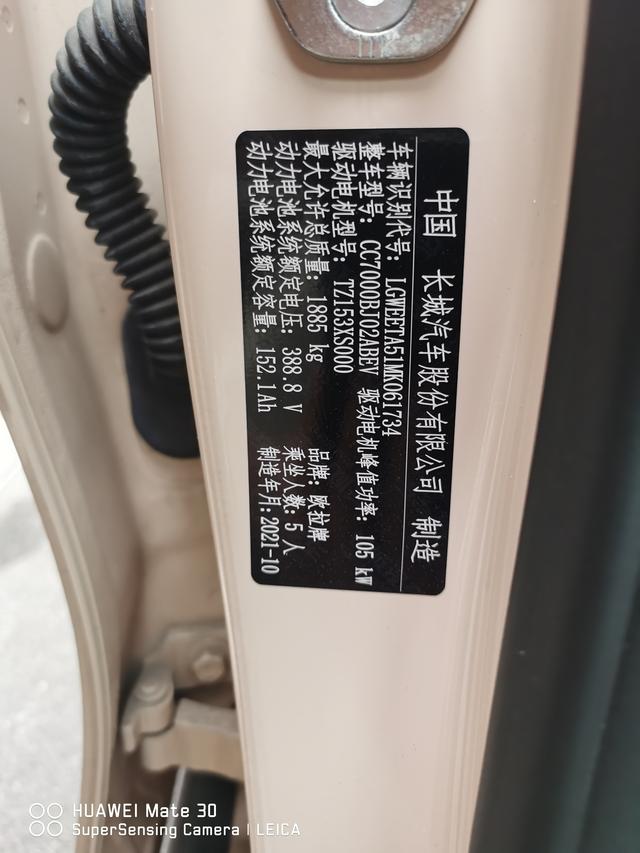 中国 长城汽车股份有限公司 制造
车辆识别代号: LGWEETA51MK061734
整车型号: CC7000BJ02ABEV 驱动电机峰值功率: 105 kW
驱动电机型号: TZ153XS000
最大允许总质量: 1885 kg 品牌: 欧拉牌
动力电池系统额定电压: 388.8 V 乘坐人数: 5 人
动力电池系统额定容量: 152.1Ah 制造年月: 2021-10
HUAWEI Mate 30
SuperSensing Camera | LEICA